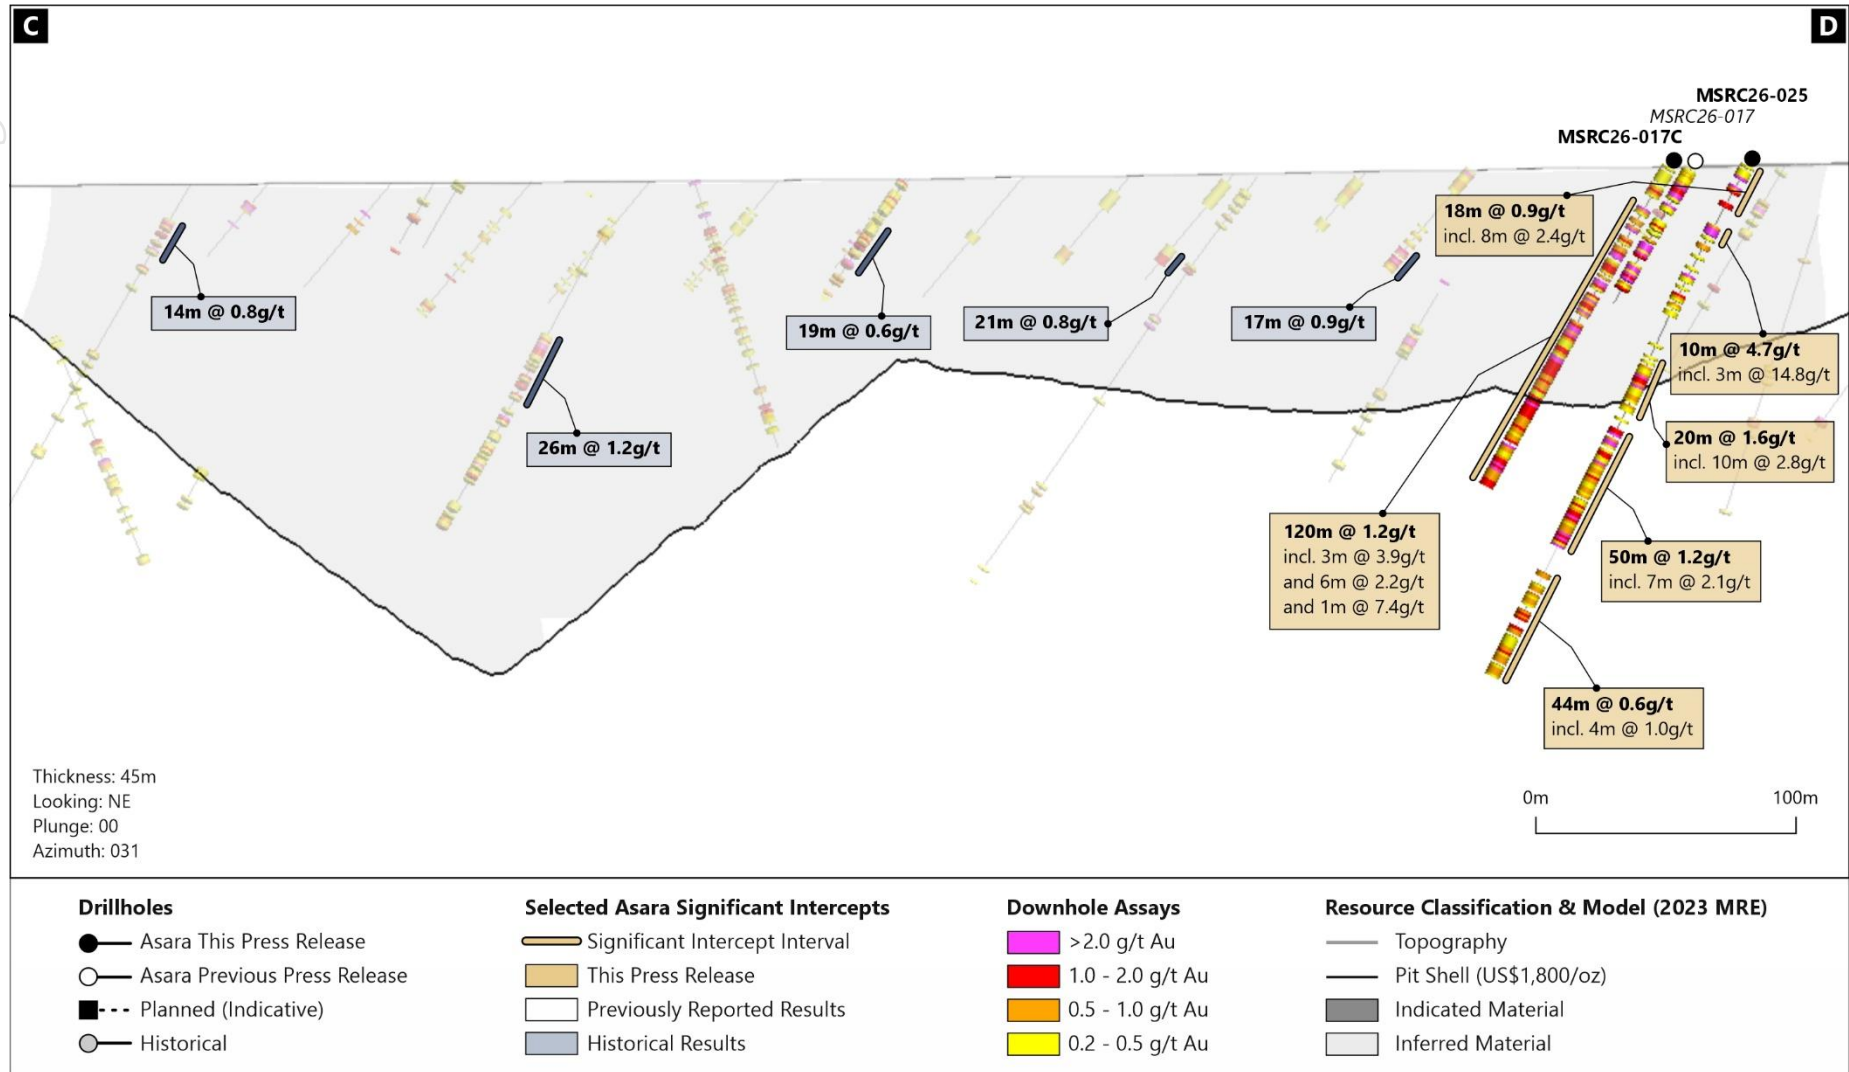 C
D
MSRC26-025
MSRC26-017
MSRC26-017C
18m @ 0.9g/t
incl. 8m @ 2.4g/t
14m @ 0.8g/t
19m @ 0.6g/t
21m @ 0.8g/t
17m @ 0.9g/t
10m @ 4.7g/t
incl. 3m @ 14.8g/t
26m @ 1.2g/t
20m @ 1.6g/t
incl. 10m @ 2.8g/t
120m @ 1.2g/t
incl. 3m @ 3.9g/t
and 6m @ 2.2g/t
and 1m @ 7.4g/t
50m @ 1.2g/t
incl. 7m @ 2.1g/t
44m @ 0.6g/t
incl. 4m @ 1.0g/t
Thickness: 45m
Looking: NE
Plunge: 00
Azimuth: 031
0m
100m
Drillholes
Asara This Press Release
Asara Previous Press Release
Planned (Indicative)
Historical
Selected Asara Significant Intercepts
Significant Intercept Interval
This Press Release
Previously Reported Results
Historical Results
Downhole Assays
>2.0 g/t Au
1.0 - 2.0 g/t Au
0.5 - 1.0 g/t Au
0.2 - 0.5 g/t Au
Resource Classification & Model (2023 MRE)
Topography
Pit Shell (US$1,800/oz)
Indicated Material
Inferred Material